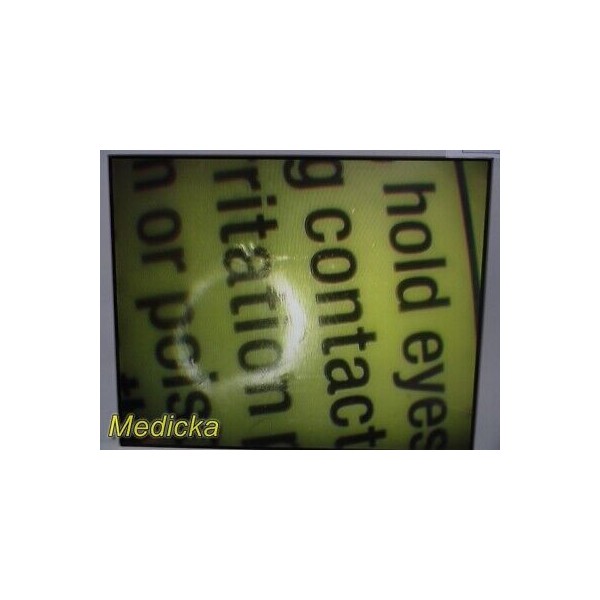 hold eyes
g contact
rritation
n or pois
Medicka